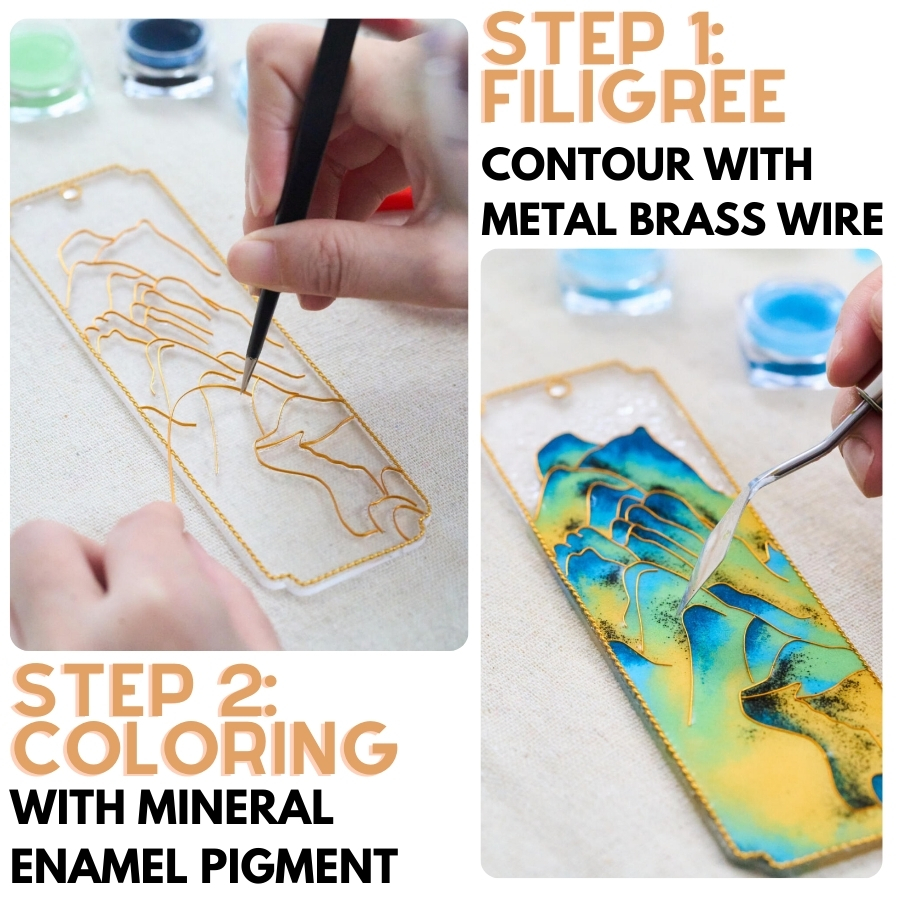 STEP 1:
FILIGREE
CONTOUR WITH
METAL BRASS WIRE
STEP 2:
COLORING
WITH MINERAL
ENAMEL PIGMENT